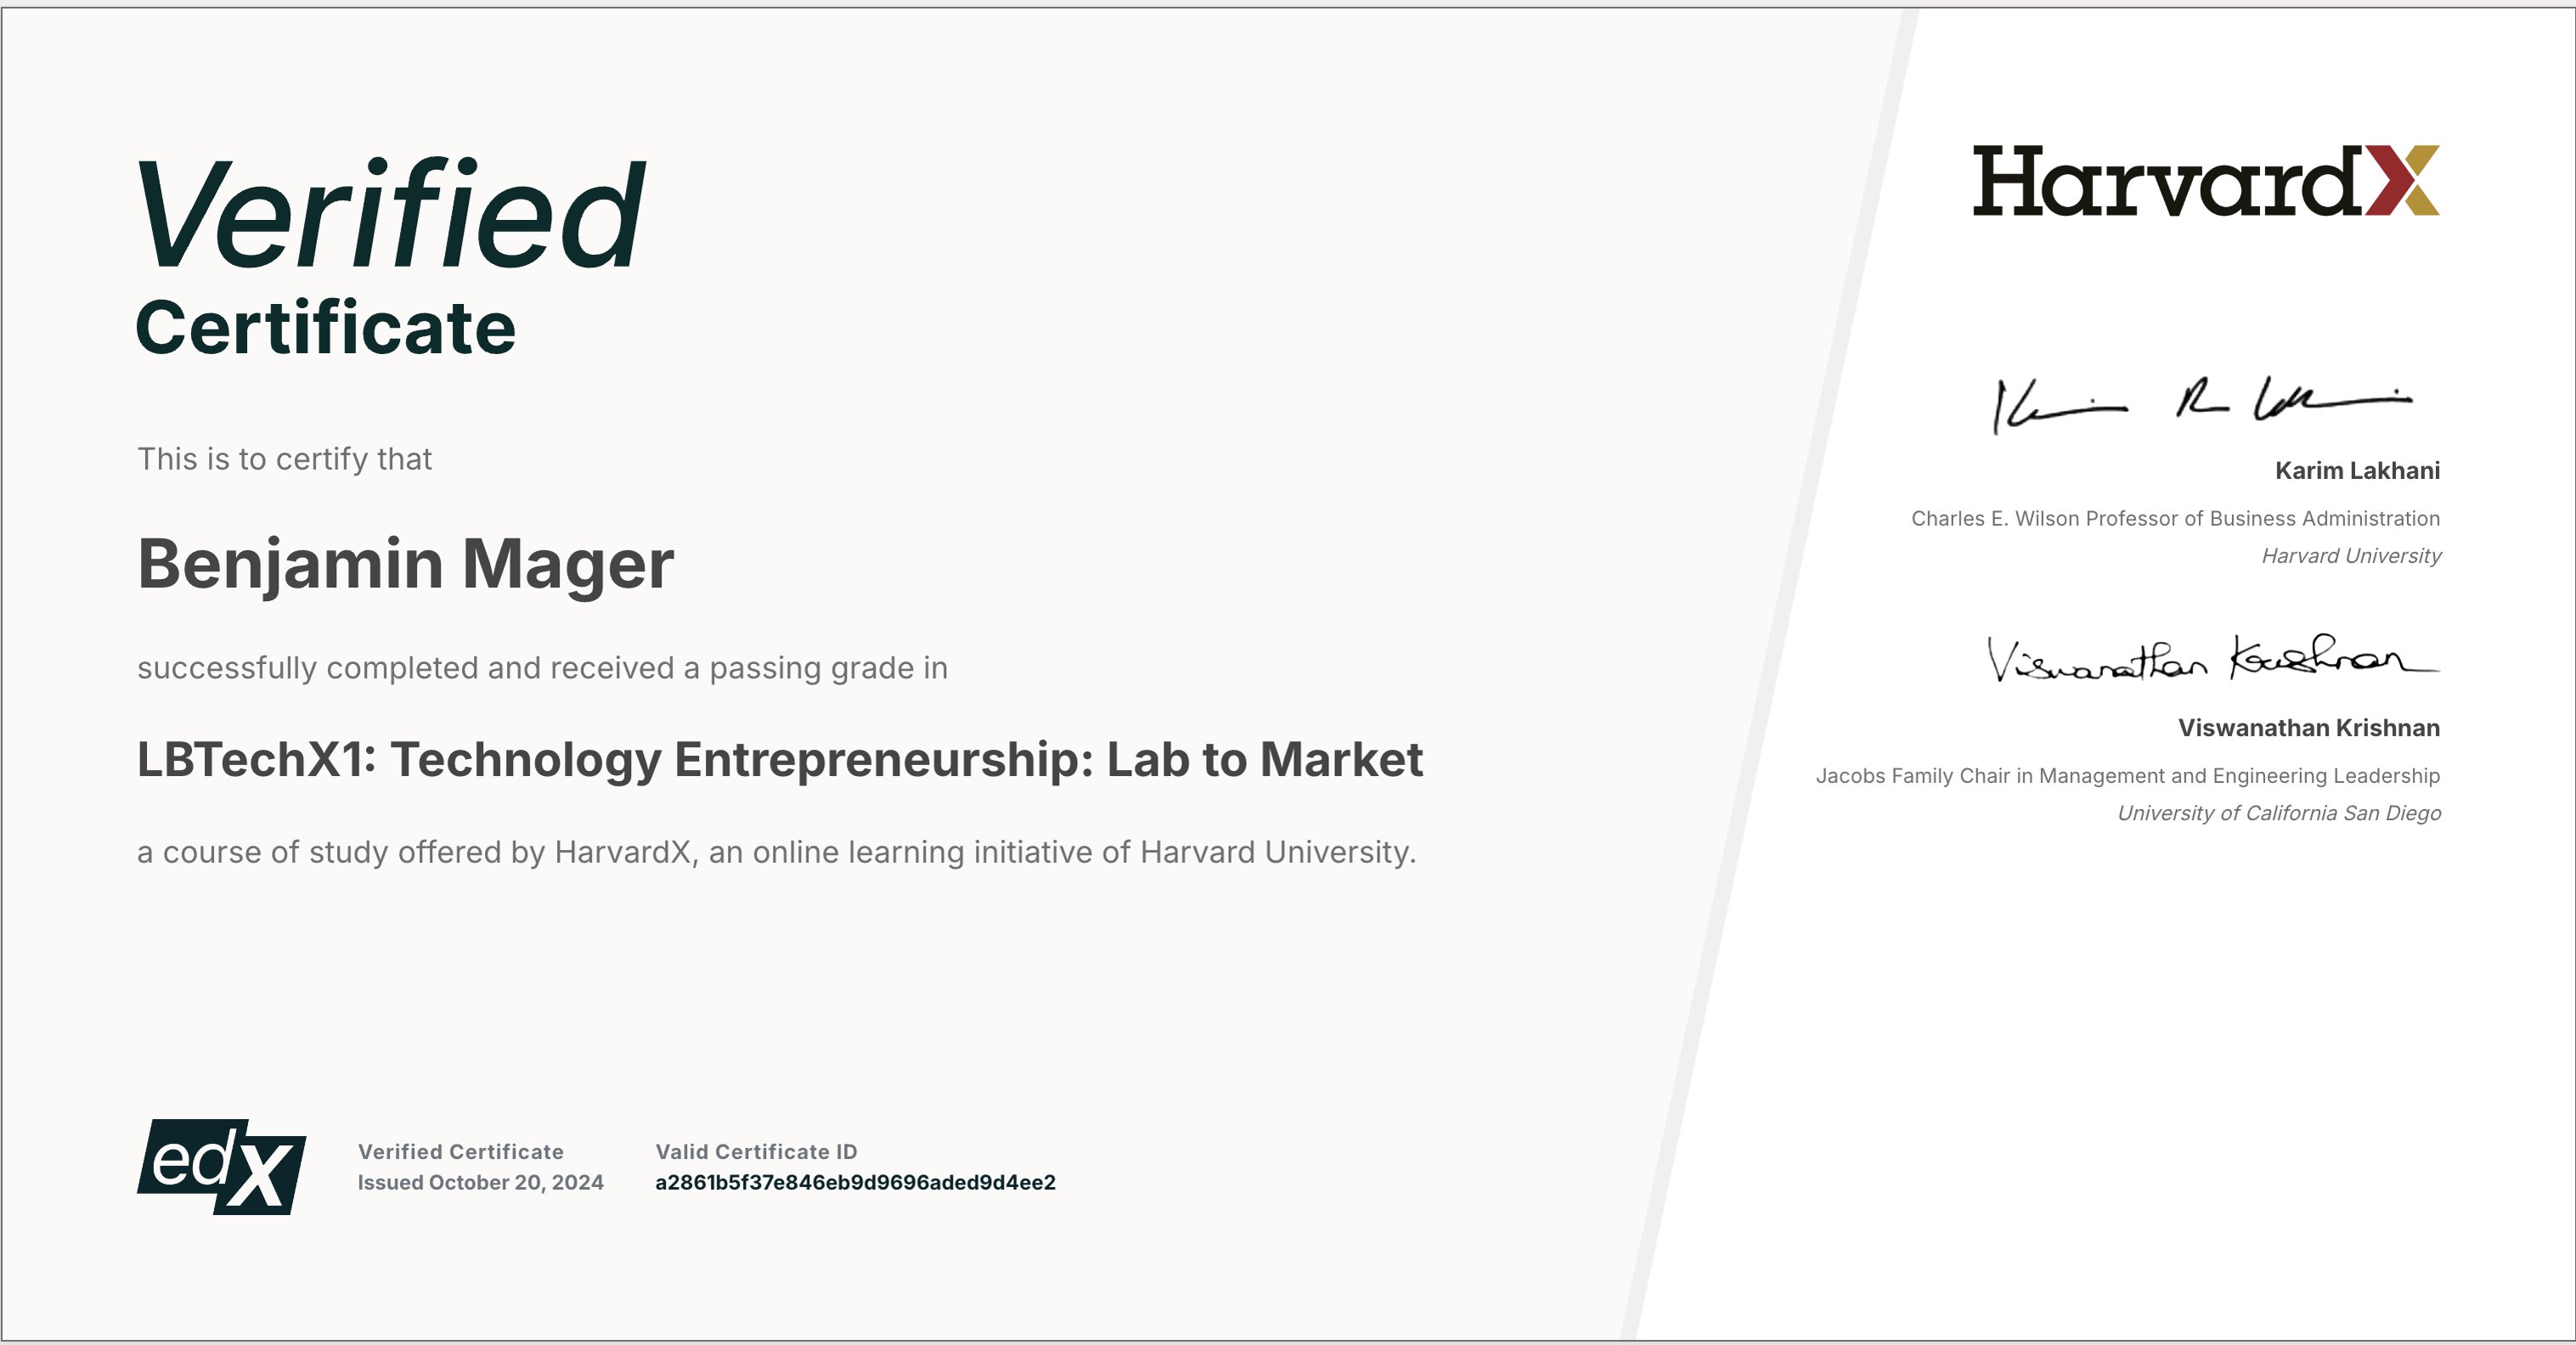 Verified
Certificate
This is to certify that
Benjamin Mager
successfully completed and received a passing grade in
LBTechX1: Technology Entrepreneurship: Lab to Market
a course of study offered by HarvardX, an online learning initiative of Harvard University.
edX
Verified Certificate
Issued October 20, 2024
Valid Certificate ID
a2861b5f37e846eb9d9696aded9d4ee2
HarvardX
Karim Lakhani
Charles E. Wilson Professor of Business Administration
Harvard University
Viswanathan Krishnan
Viswanathan Krishnan
Jacobs Family Chair in Management and Engineering Leadership
University of California San Diego